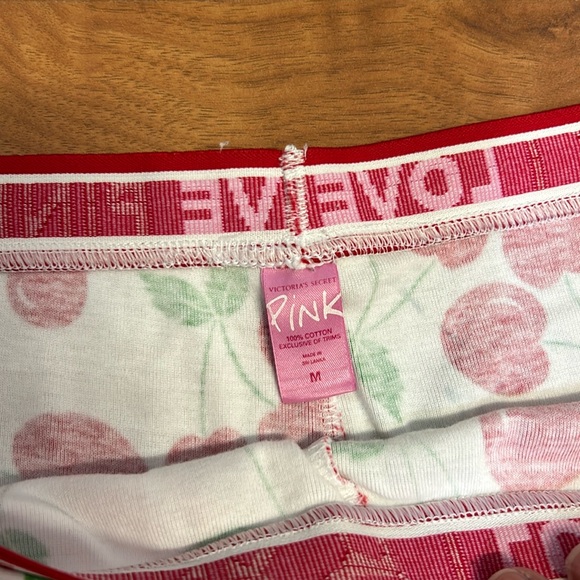 LOVE
VICTORIA'S SECRET
PINK
100% COTTON
EXCLUSIVE OF TRIMS
MADE IN
SRI LANKA
M